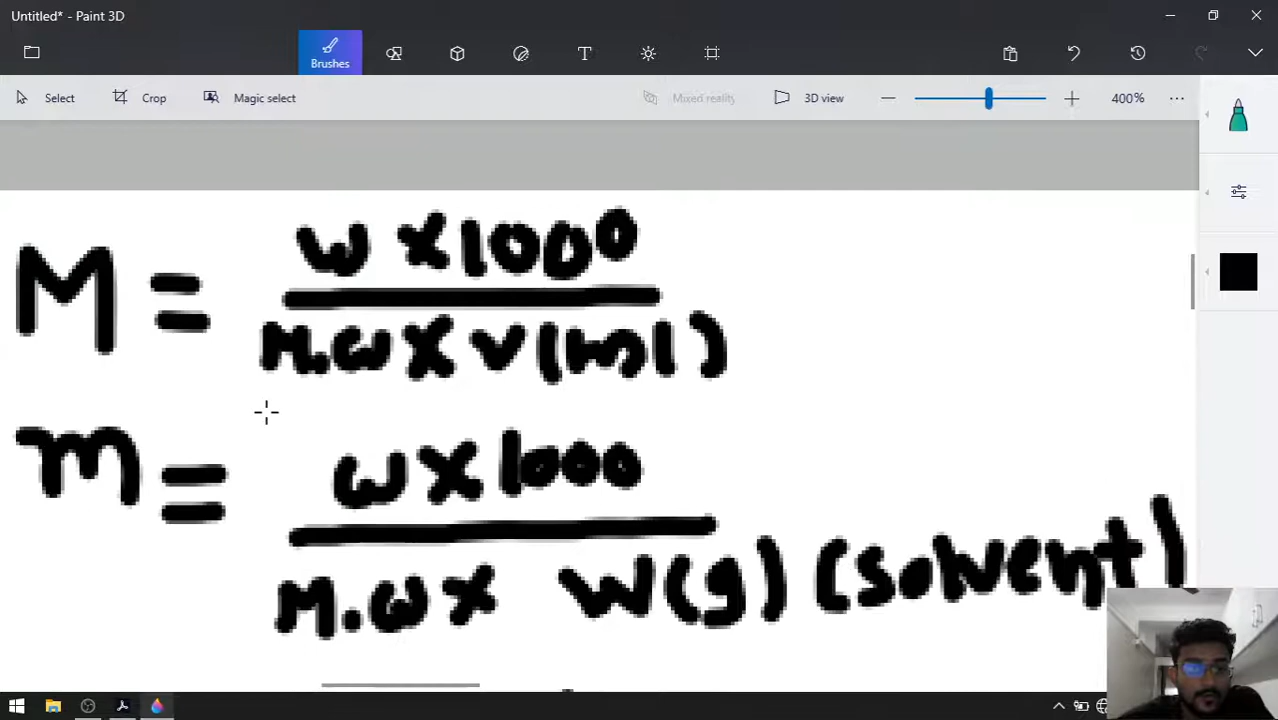 Untitled* - Paint 3D
Brushes
Select
Crop
Magic select
Mixed reality
3D view
400%
M = w x 1000
M.w x v (ml)
m = w x 1000
M.w x W(g) (solvent)